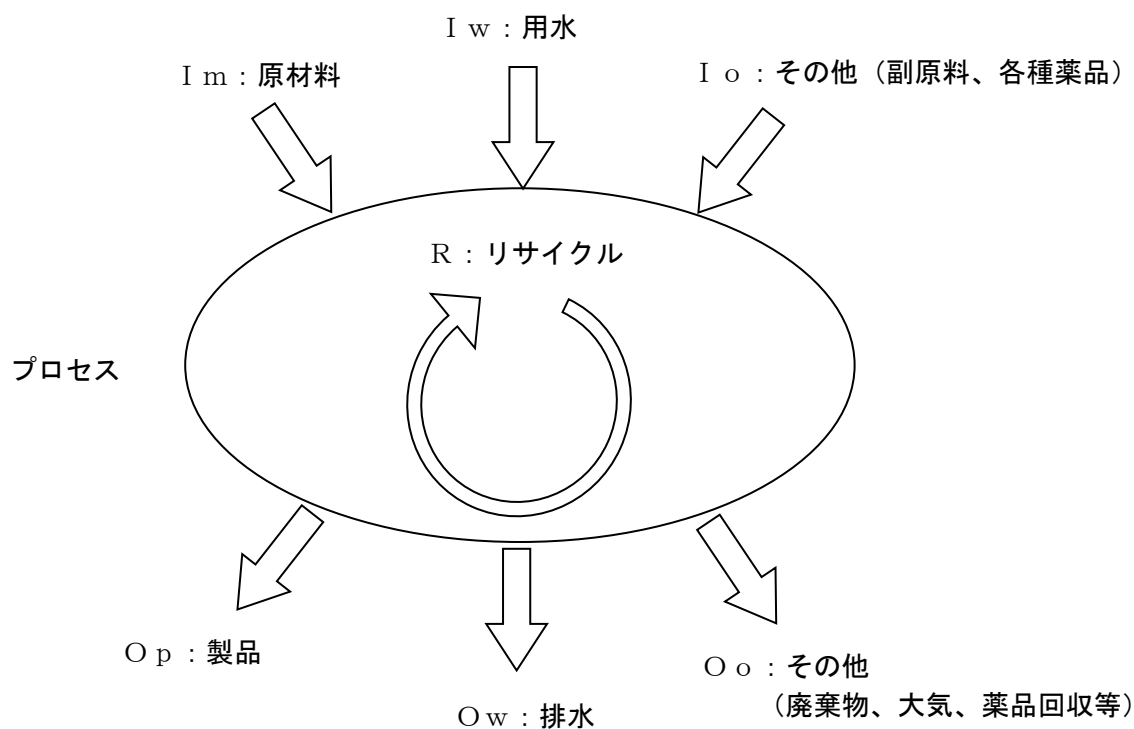 Ｉｗ：用水
Ｉｍ：原材料
Ｉｏ：その他（副原料、各種薬品）
Ｒ：リサイクル
プロセス
Ｏｐ：製品
Ｏｗ：排水
Ｏｏ：その他
（廃棄物、大気、薬品回収等）